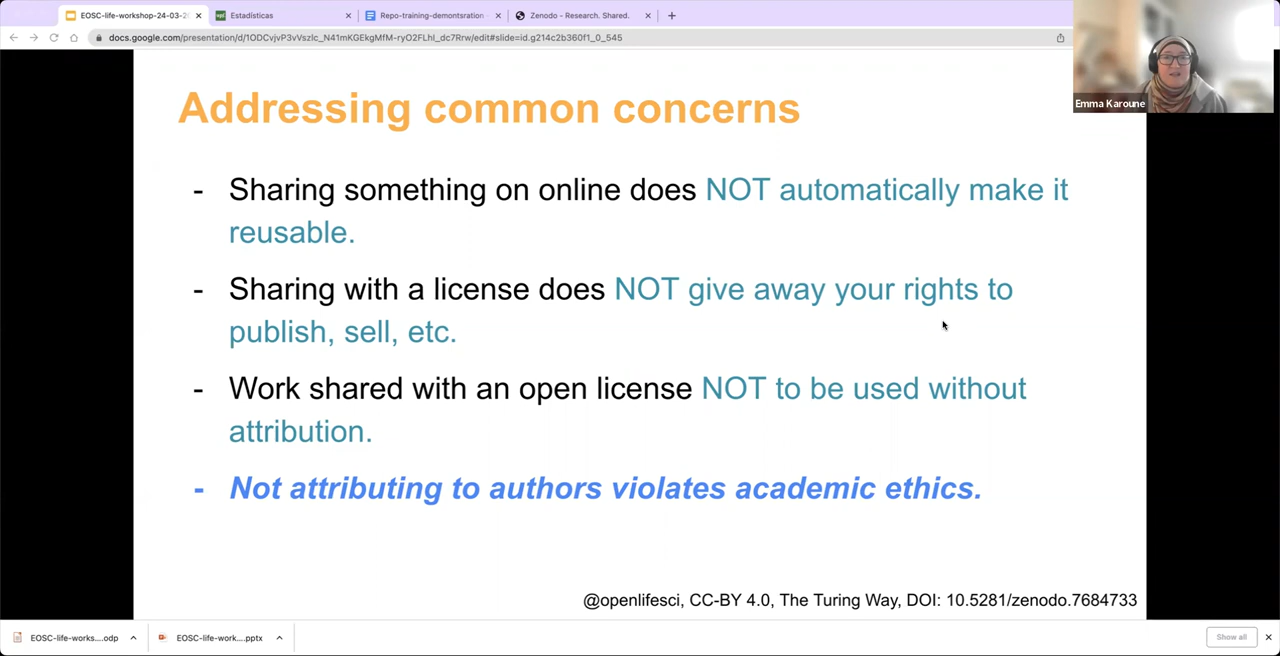 EOSC-life-workshop-24-03-2
Estadísticas
Repo-training-demontsration
Zenodo - Research. Shared.
docs.google.com/presentation/d/1ODCvjvP3vVszlc_N41mKGEkgMfM-ryO2FLhl_dc7Rrw/edit#slide=id.g214c2b360f1_0_545
Emma Karoune
Addressing common concerns
- Sharing something on online does NOT automatically make it
reusable.
- Sharing with a license does NOT give away your rights to
publish, sell, etc.
- Work shared with an open license NOT to be used without
attribution.
- Not attributing to authors violates academic ethics.
@openlifesci, CC-BY 4.0, The Turing Way, DOI: 10.5281/zenodo.7684733
EOSC-life-works....odp
EOSC-life-work....pptx
Show all